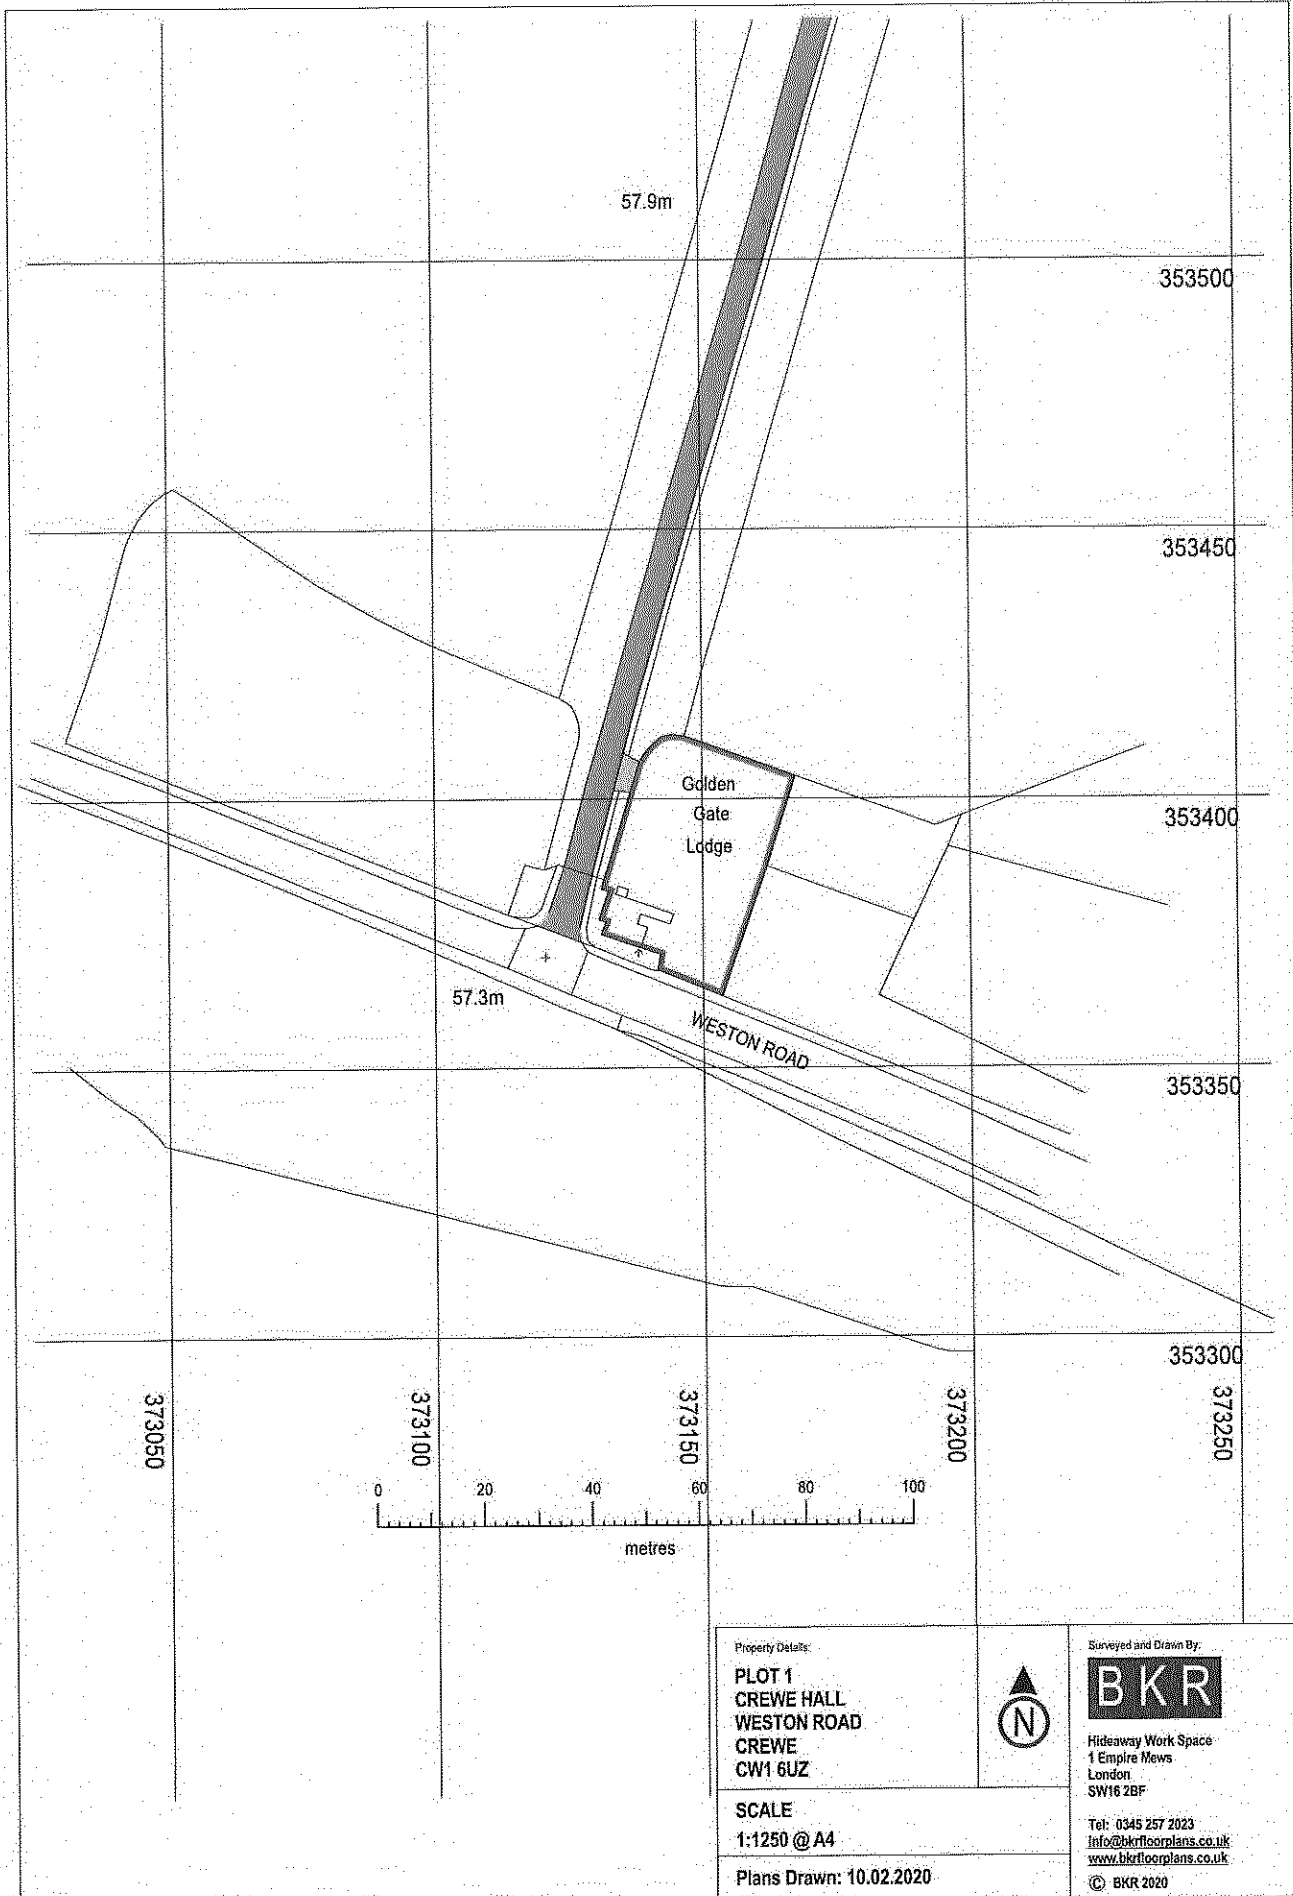 57.9m
353500
353450
Golden
Gate
Lodge
353400
57.3m
WESTON ROAD
353350
353300
373050
373100
373150
373200
373250
0 20 40 60 80 100
metres
Property Details:
PLOT 1
CREWE HALL
WESTON ROAD
CREWE
CW1 6UZ
N
SCALE
1:1250 @ A4
Plans Drawn: 10.02.2020
Surveyed and Drawn By:
BKR
Hideaway Work Space
1 Empire Mews
London
SW16 2BF
Tel: 0345 257 2023
info@bkrfloorplans.co.uk
www.bkrfloorplans.co.uk
© BKR 2020